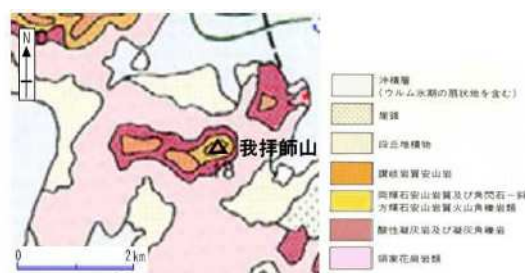 N
我拝師山
18
0 2 km
沖積層
(ウルム氷期の扇状地を含む)
崖錐
段丘堆積物
讃岐岩質安山岩
両輝石安山岩質及び角閃石-斜
方輝石安山岩質火山角礫岩類
酸性凝灰岩及び凝灰角礫岩
領家花崗岩類